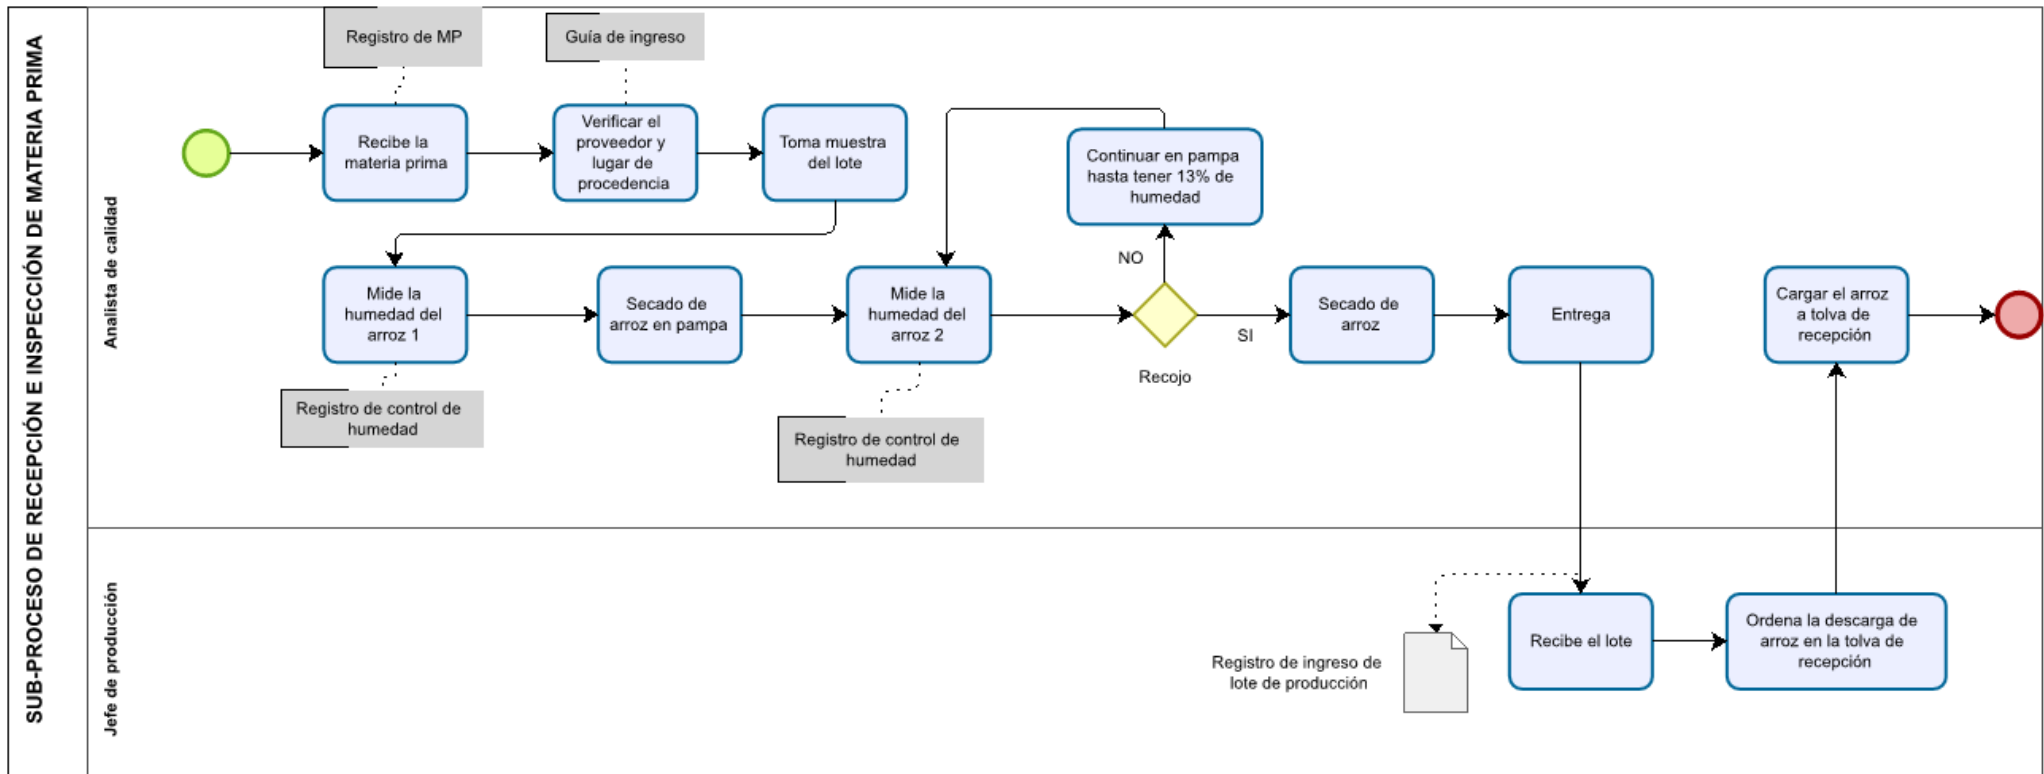 SUB-PROCESO DE RECEPCIÓN E INSPECCIÓN DE MATERIA PRIMA
Analista de calidad
Registro de MP
Guía de ingreso
Recibe la
materia prima
Verificar el
proveedor y
lugar de
procedencia
Toma muestra
del lote
Continuar en pampa
hasta tener 13% de
humedad
NO
Mide la
humedad del
arroz 1
Secado de
arroz en pampa
Mide la
humedad del
arroz 2
SI
Recojo
Secado de
arroz
Entrega
Cargar el arroz
a tolva de
recepción
Registro de control de
humedad
Registro de control de
humedad
Jefe de producción
Registro de ingreso de
lote de producción
Recibe el lote
Ordena la descarga de
arroz en la tolva de
recepción